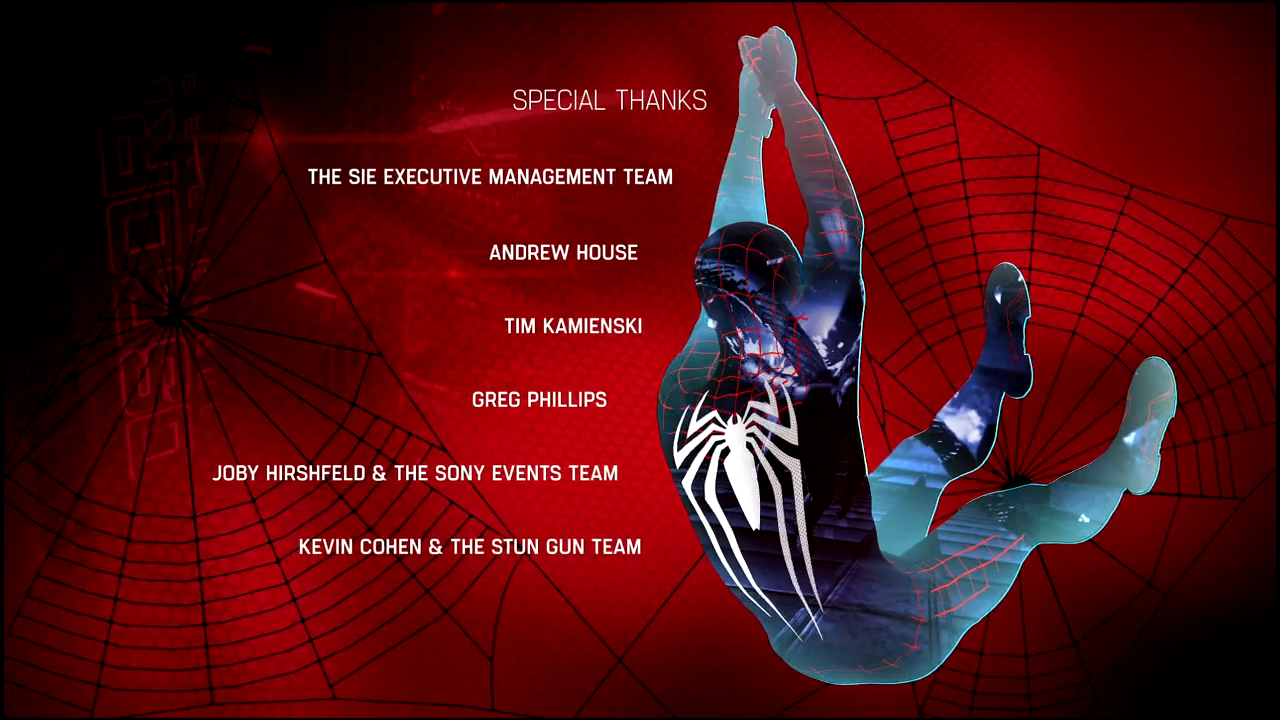 SPECIAL THANKS
THE SIE EXECUTIVE MANAGEMENT TEAM
ANDREW HOUSE
TIM KAMIENSKI
GREG PHILLIPS
JOBY HIRSHFELD & THE SONY EVENTS TEAM
KEVIN COHEN & THE STUN GUN TEAM